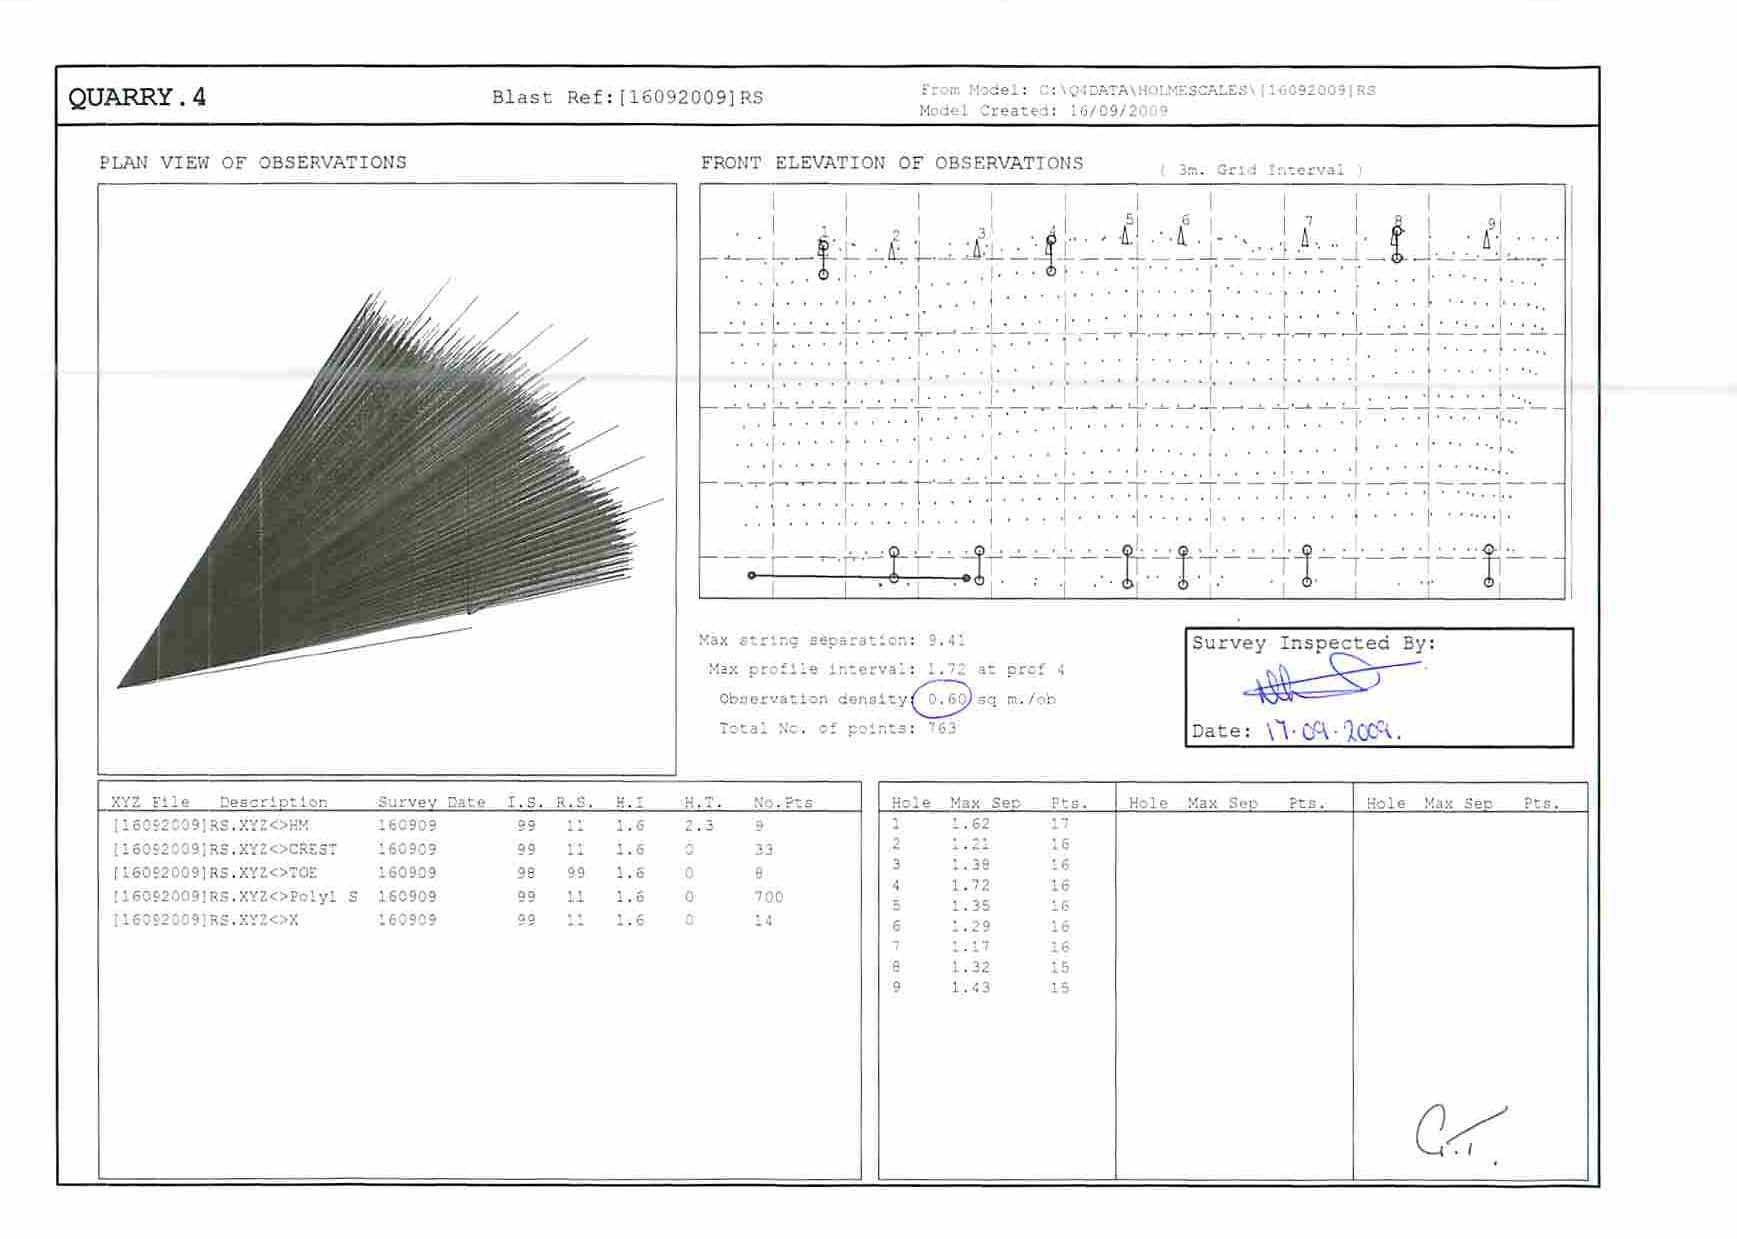 QUARRY.4 Blast Ref:[16092009]RS From Model: C:\Q4DATA\HOLMESCALES\[16092009]RS
Model Created: 16/09/2009
PLAN VIEW OF OBSERVATIONS
FRONT ELEVATION OF OBSERVATIONS ( 3m. Grid Interval )
1 2 3 4 5 6 7 8 9
Max string separation: 9.41
Max profile interval: 1.72 at prof 4
Observation density: 0.60 sq m./ob
Total No. of points: 763
Survey Inspected By:
Date: 17.09.2009.
XYZ File Description Survey Date I.S. R.S. H.I H.T. No.Pts
[16092009]RS.XYZ<>HM 160909 99 11 1.6 2.3 9
[16092009]RS.XYZ<>CREST 160909 99 11 1.6 0 33
[16092009]RS.XYZ<>TOE 160909 98 99 1.6 0 8
[16092009]RS.XYZ<>Poly1 S 160909 99 11 1.6 0 700
[16092009]RS.XYZ<>X 160909 99 11 1.6 0 14
Hole Max Sep Pts. Hole Max Sep Pts. Hole Max Sep Pts.
1 1.62 17
2 1.21 16
3 1.38 16
4 1.72 16
5 1.35 16
6 1.29 16
7 1.17 16
8 1.32 15
9 1.43 15
G.T.